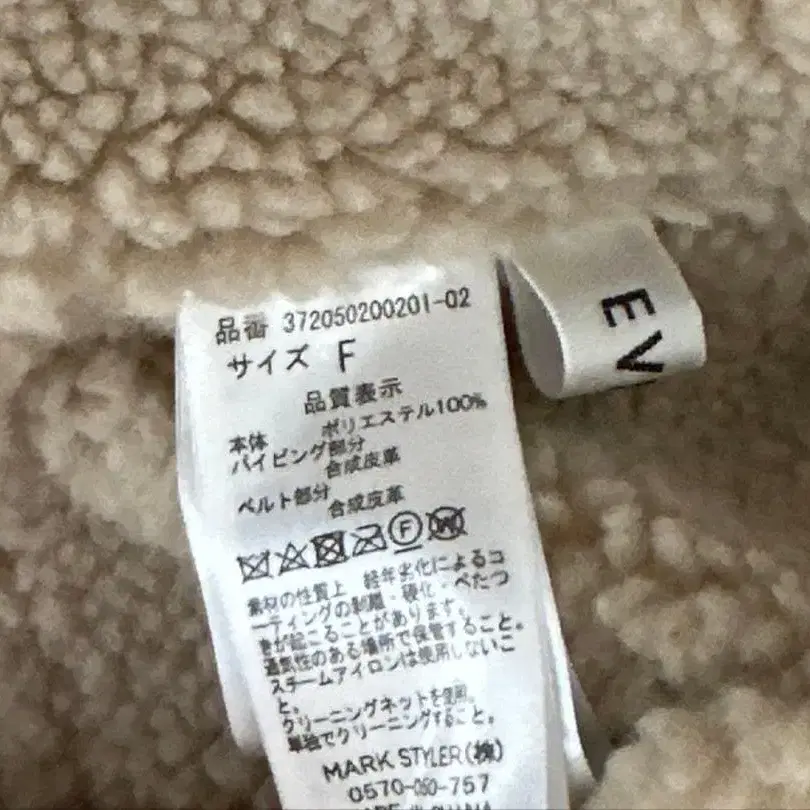 品番 372050200201-02
サイズ F
品質表示
本体 ポリエステル100%
パイピング部分
合成皮革
ベルト部分
合成皮革
F W
素材の性質上 経年劣化によるコ
ーティングの剥離・硬化・べたつ
きが起こることがあります。
通気性のある場所で保管すること。
スチームアイロンは使用しないこ
と。
クリーニングネットを使用。
単独でクリーニングすること。
MARK STYLER(株)
0570-050-757
EV